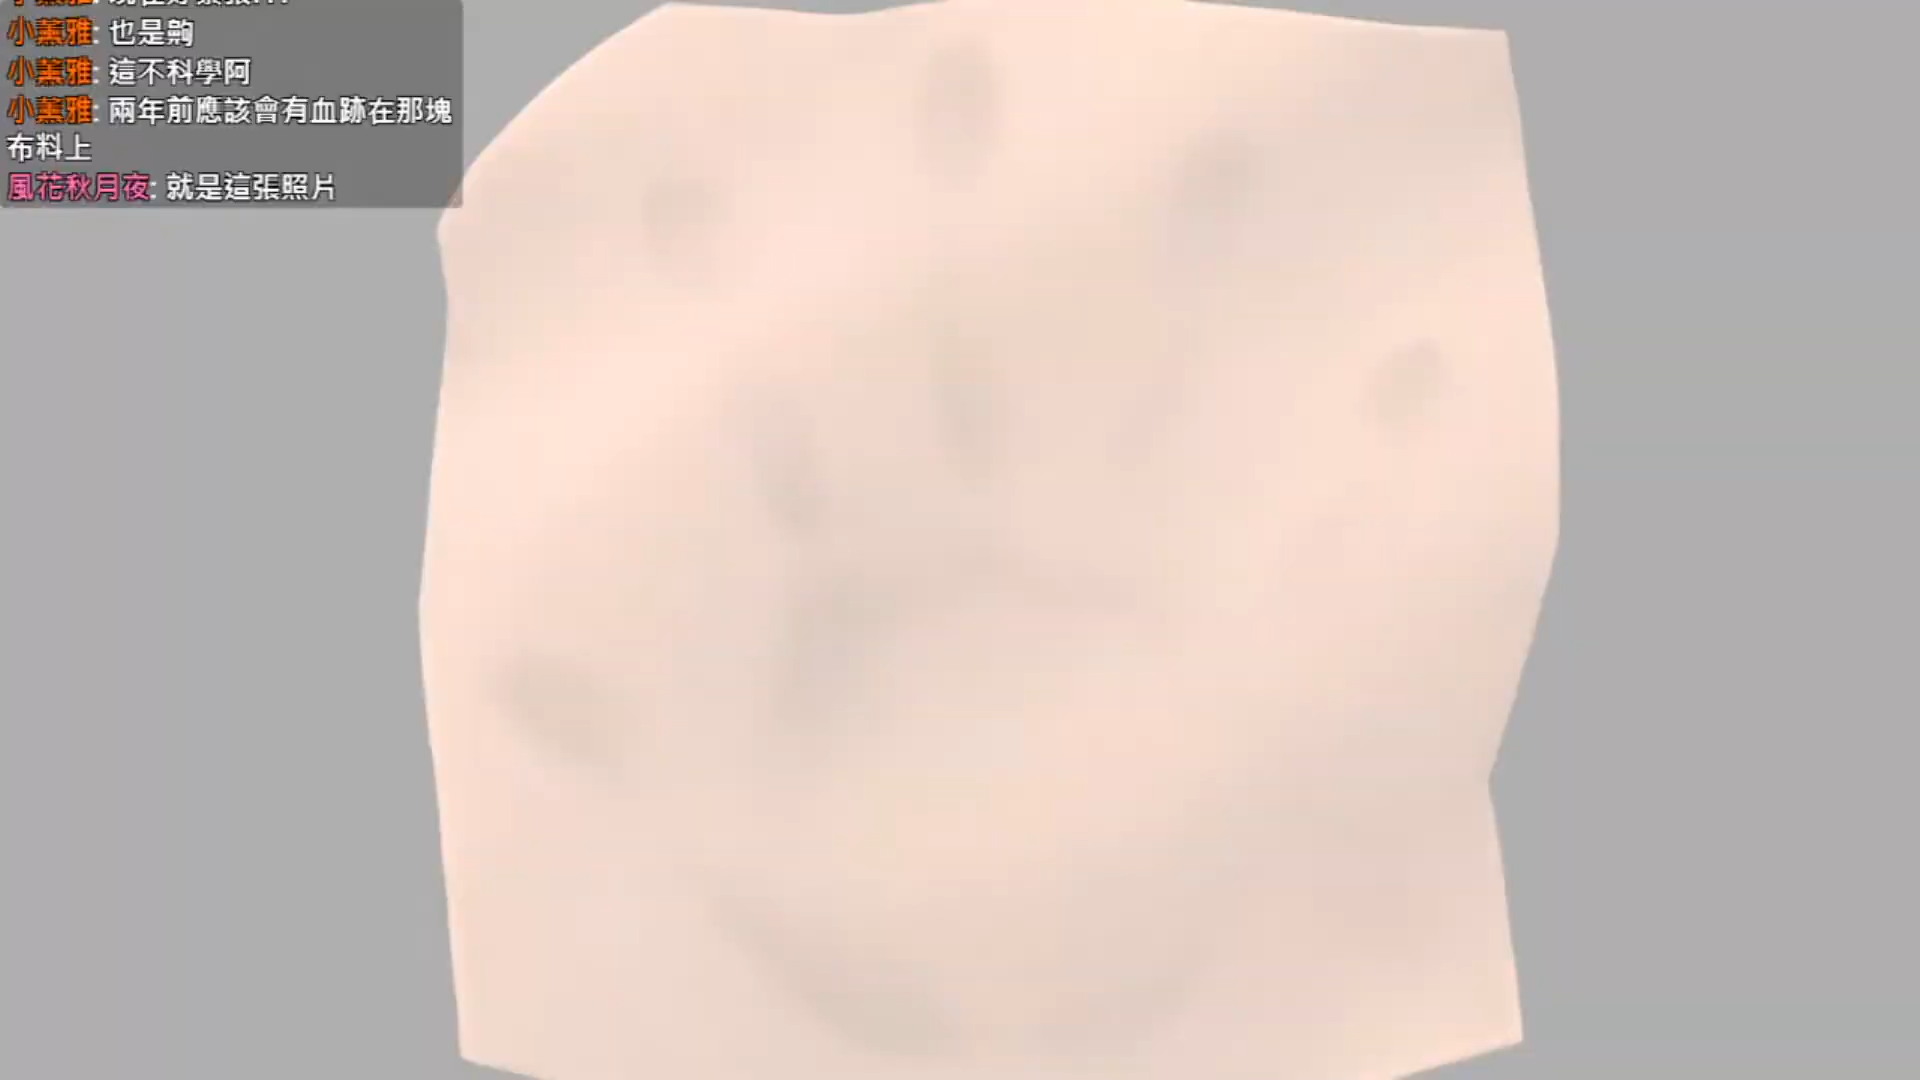 小薰雅: 也是齁
小薰雅: 這不科學阿
小薰雅: 兩年前應該會有血跡在那塊
布料上
風花秋月夜: 就是這張照片